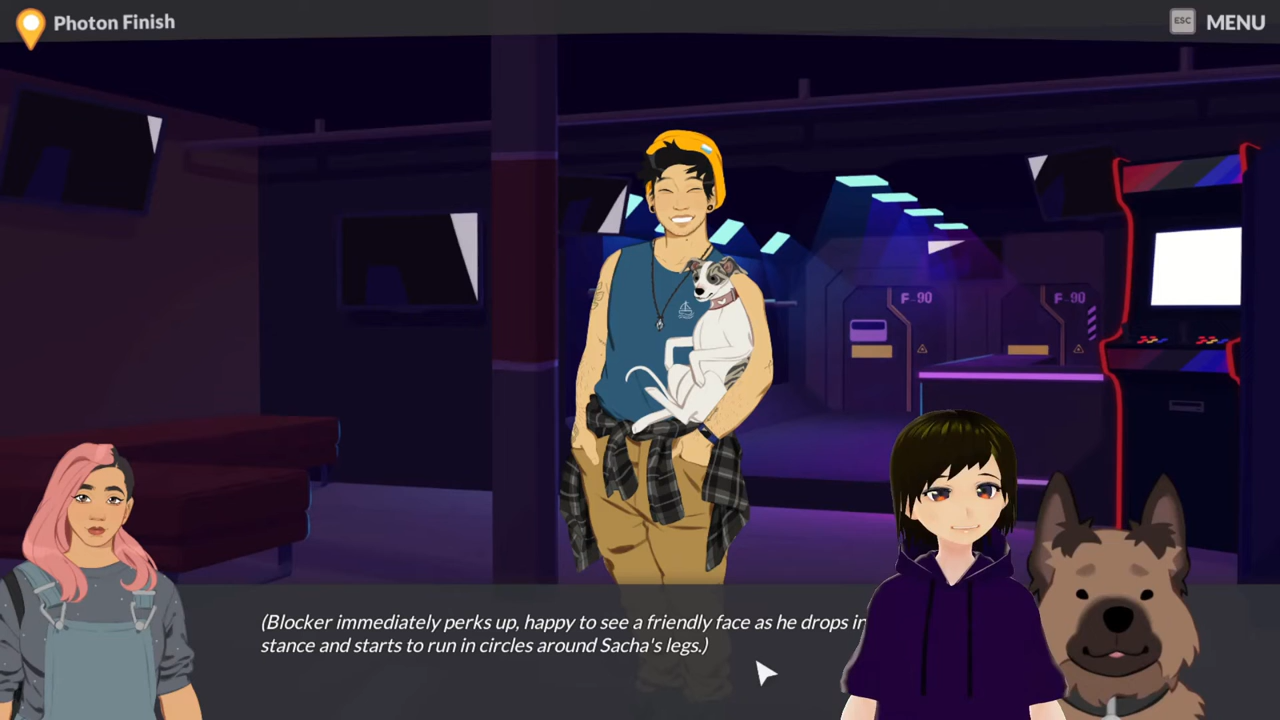 Photon Finish
ESC MENU
F-90
F-90
(Blocker immediately perks up, happy to see a friendly face as he drops in
stance and starts to run in circles around Sacha's legs.)